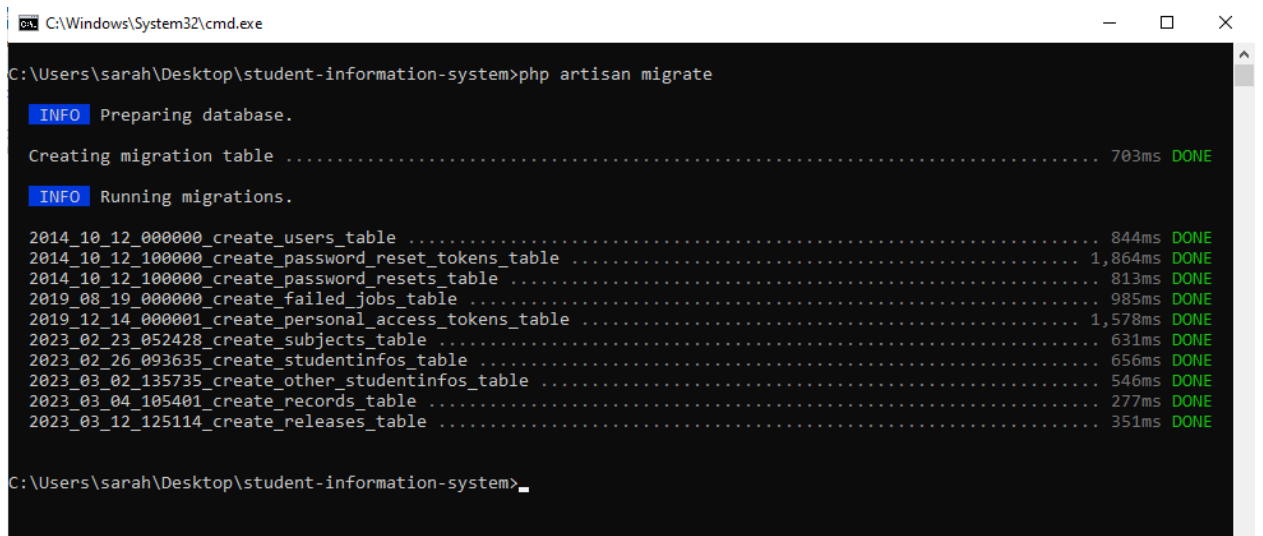 C:\Windows\System32\cmd.exe
C:\Users\sarah\Desktop\student-information-system>php artisan migrate
INFO Preparing database.
Creating migration table ................................................................................ 703ms DONE
INFO Running migrations.
2014_10_12_000000_create_users_table .................................................................... 844ms DONE
2014_10_12_100000_create_password_reset_tokens_table .................................................. 1,864ms DONE
2014_10_12_100000_create_password_resets_table .......................................................... 813ms DONE
2019_08_19_000000_create_failed_jobs_table .............................................................. 985ms DONE
2019_12_14_000001_create_personal_access_tokens_table ................................................. 1,578ms DONE
2023_02_23_052428_create_subjects_table ................................................................. 631ms DONE
2023_02_26_093635_create_studentinfos_table ............................................................. 656ms DONE
2023_03_02_135735_create_other_studentinfos_table ....................................................... 546ms DONE
2023_03_04_105401_create_records_table .................................................................. 277ms DONE
2023_03_12_125114_create_releases_table ................................................................. 351ms DONE
C:\Users\sarah\Desktop\student-information-system>